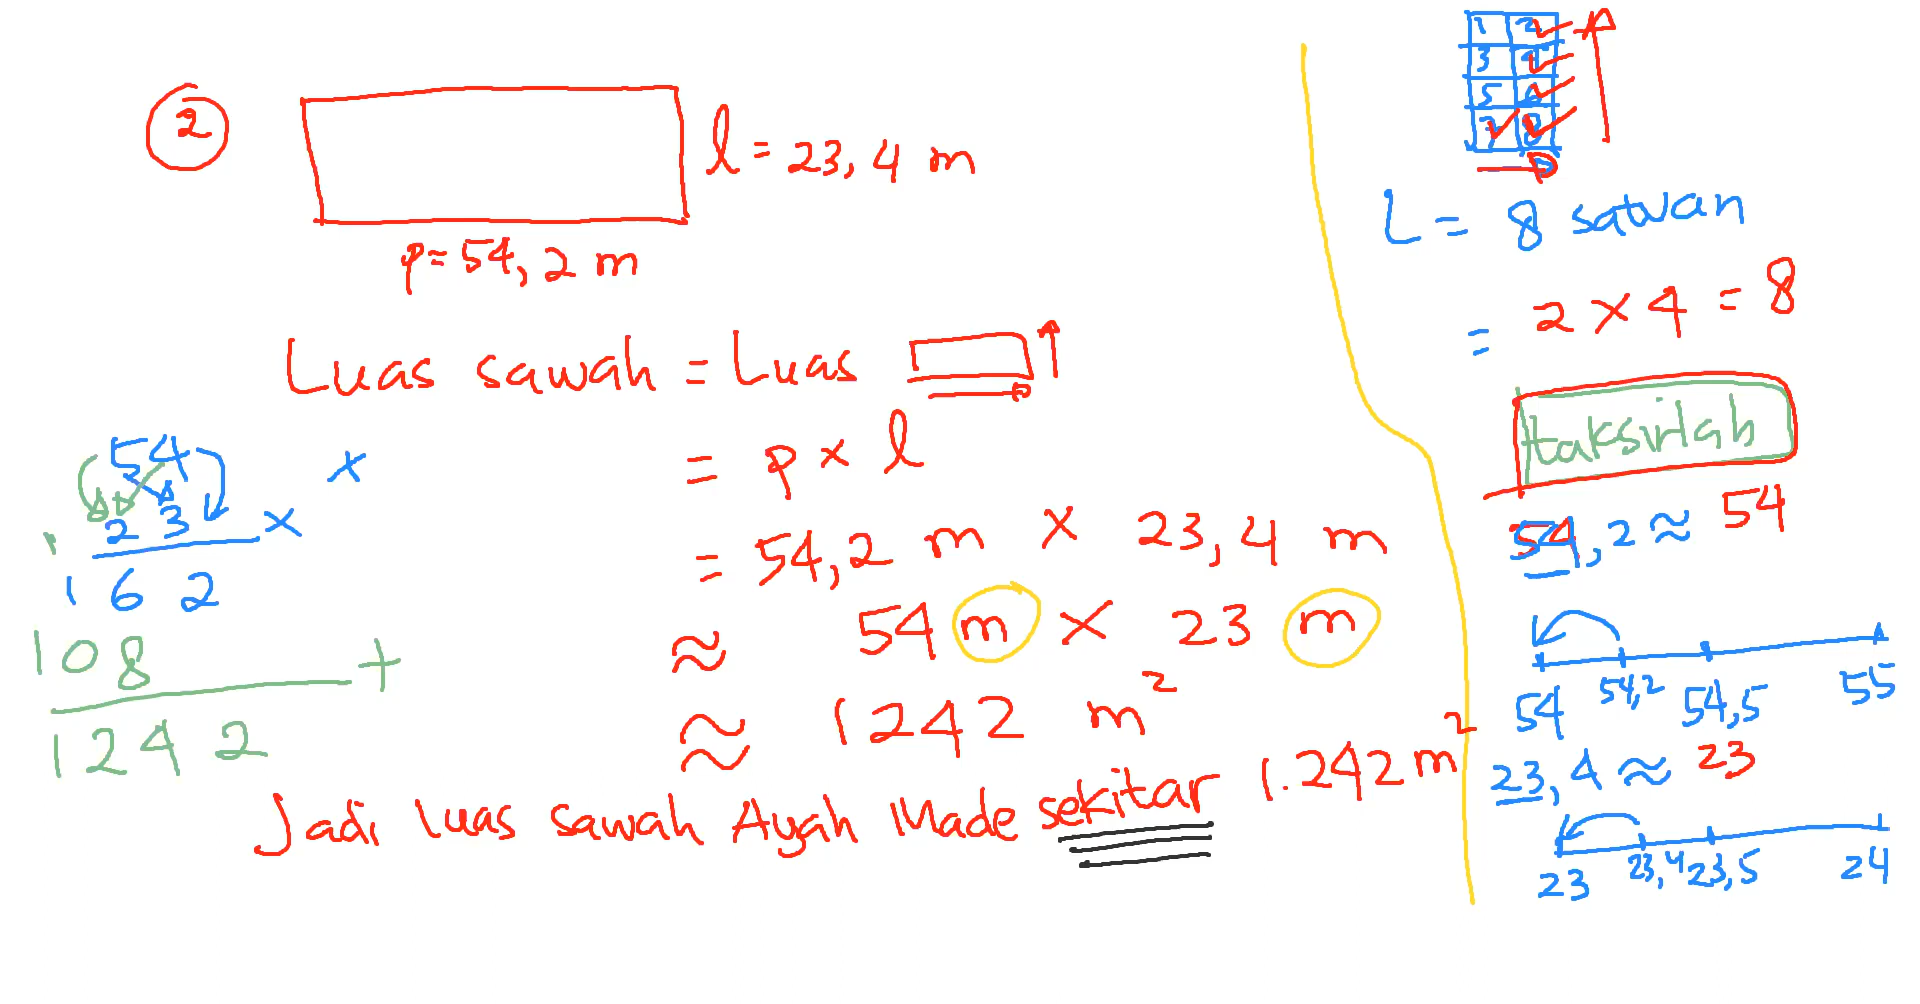 2
l = 23,4 m
p = 54,2 m
Luas sawah = Luas
= p × l
= 54,2 m × 23,4 m
≈ 54 m × 23 m
≈ 1242 m²
Jadi luas sawah Ayah Made sekitar 1.242 m²
×
54
23 ×
162
108 +
1242
1 2
3 4
5 6
7 8
L = 8 satuan
= 2 × 4 = 8
taksirlah
54,2 ≈ 54
54 54,2 54,5 55
23,4 ≈ 23
23 23,4 23,5 24